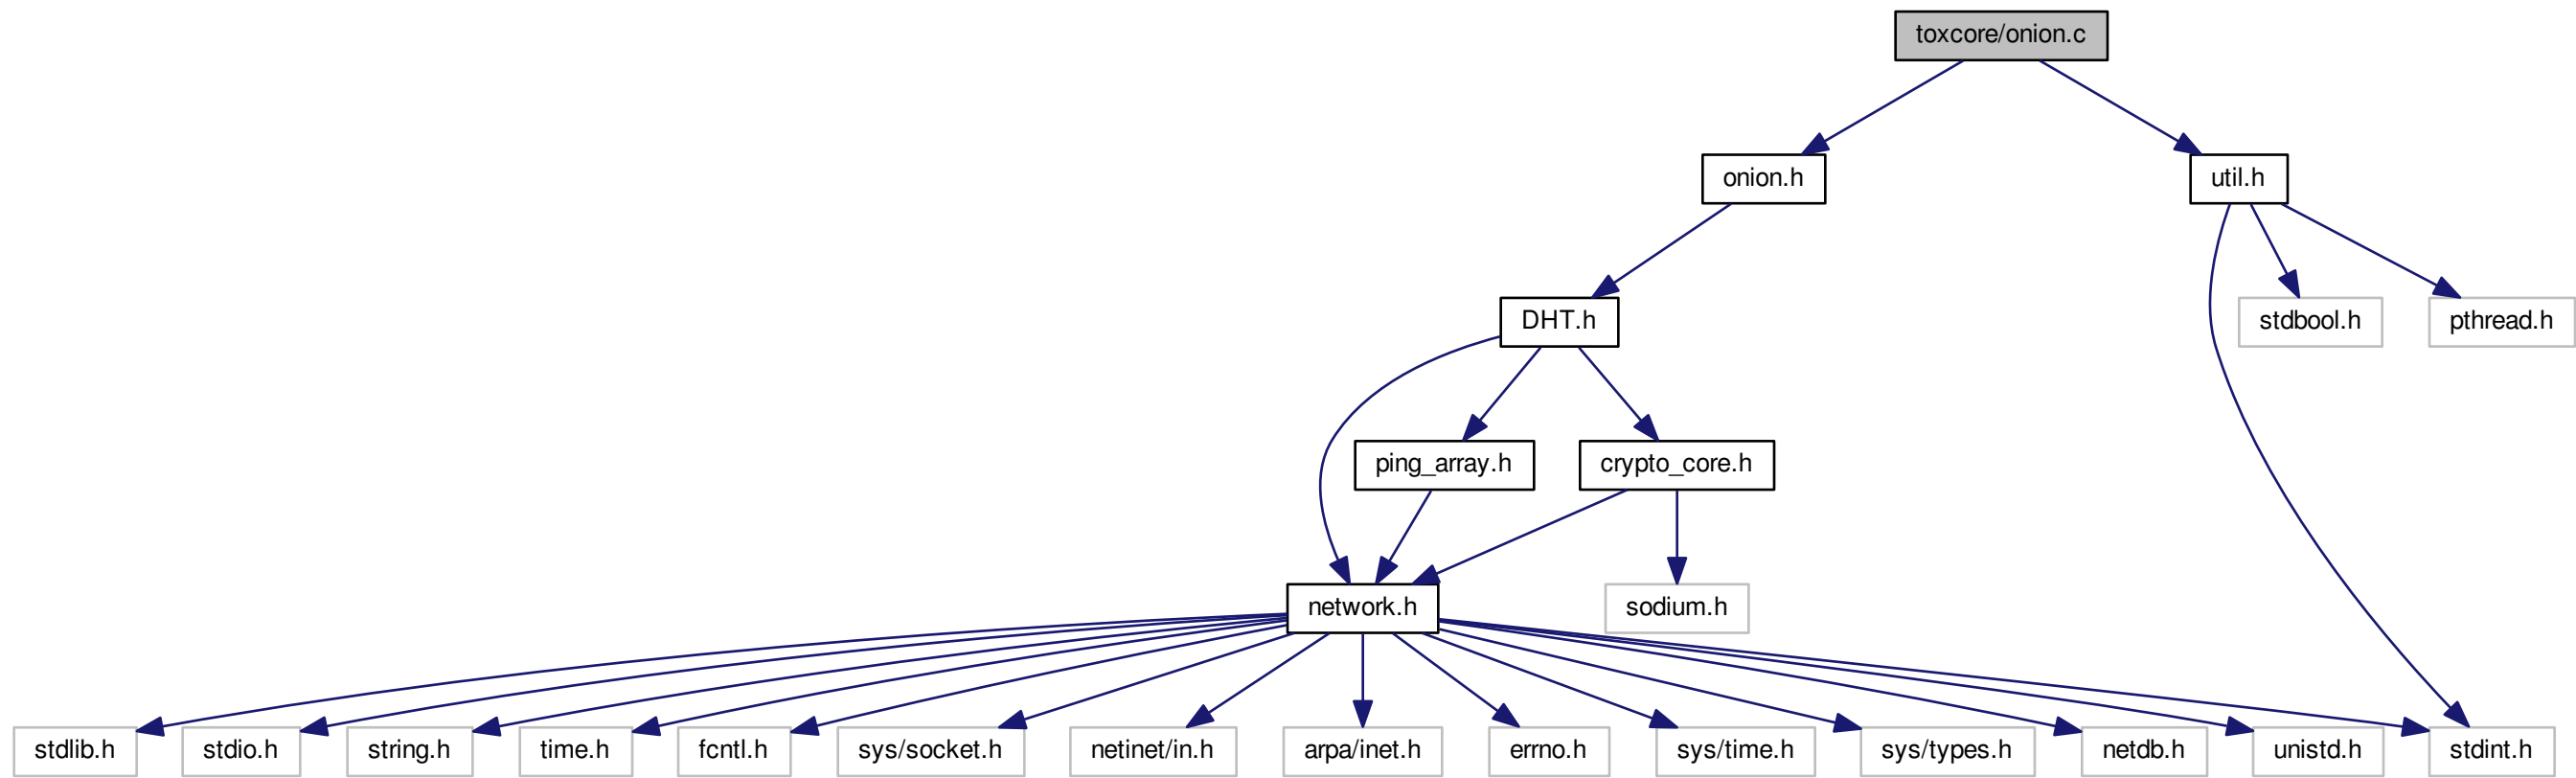 toxcore/onion.c
onion.h
util.h
DHT.h
stdbool.h
pthread.h
ping_array.h
crypto_core.h
network.h
sodium.h
stdlib.h
stdio.h
string.h
time.h
fcntl.h
sys/socket.h
netinet/in.h
arpa/inet.h
errno.h
sys/time.h
sys/types.h
netdb.h
unistd.h
stdint.h